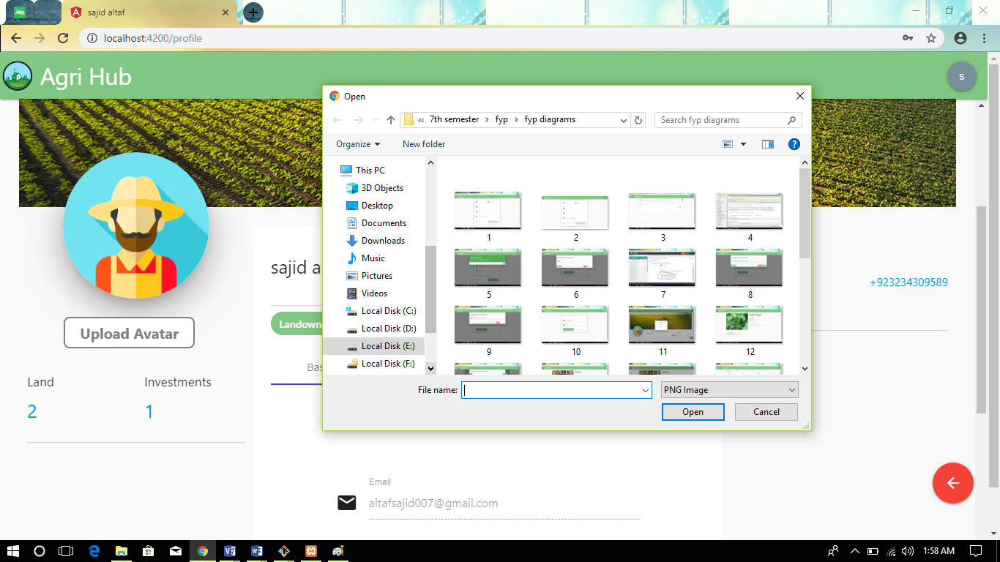 sajid altaf
localhost:4200/profile
Agri Hub
s
Open
« 7th semester › fyp › fyp diagrams
Search fyp diagrams
Organize
New folder
This PC
3D Objects
Desktop
Documents
Downloads
Music
Pictures
Videos
Local Disk (C:)
Local Disk (D:)
Local Disk (E:)
Local Disk (F:)
1 2 3 4
5 6 7 8
9 10 11 12
File name:
PNG Image
Open
Cancel
Upload Avatar
Land
Investments
2
1
sajid a
Landown
Bas
+923234309589
Email
altafsajid007@gmail.com
1:58 AM